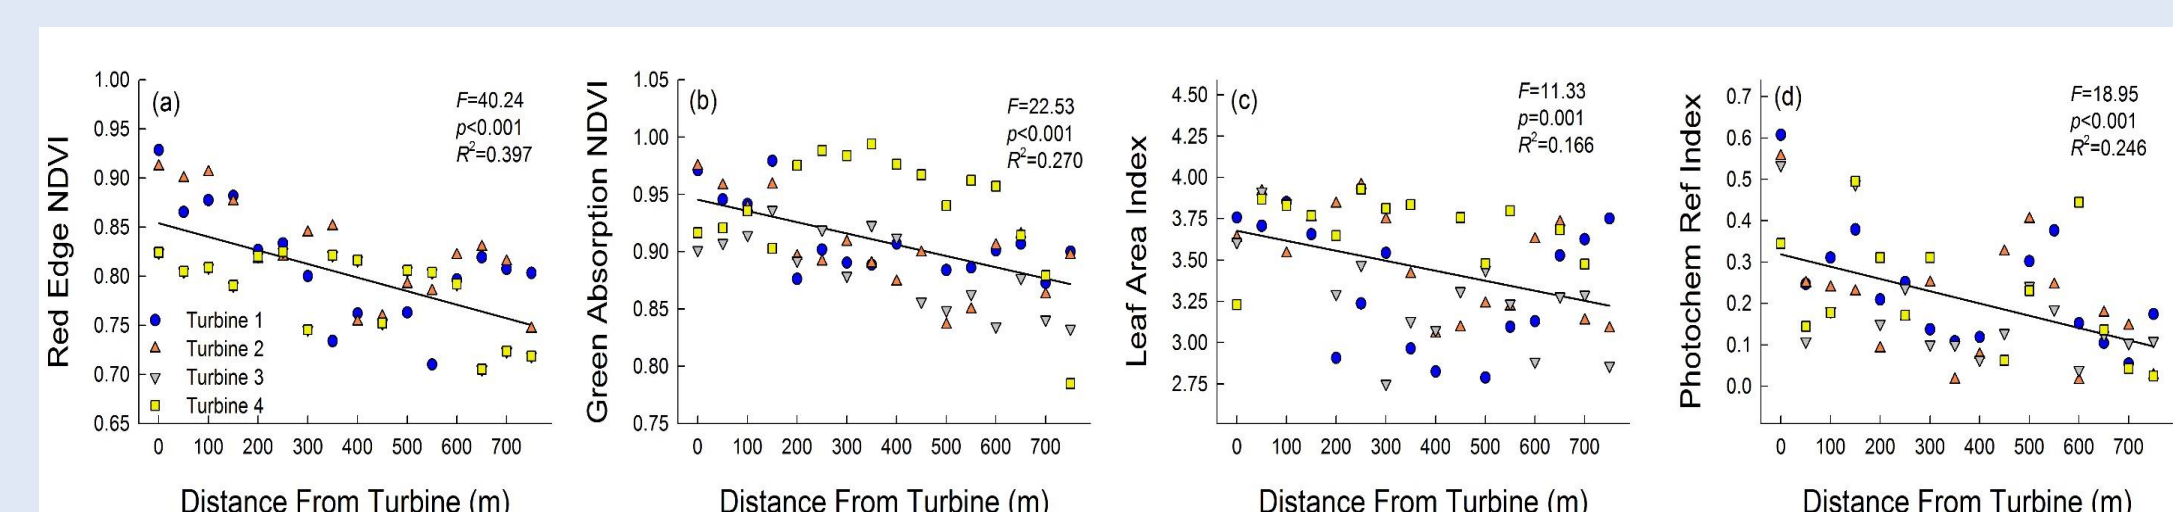 Red Edge NDVI
1.00
0.95
0.90
0.85
0.80
0.75
0.70
0.65
(a)
F=40.24
p<0.001
R²=0.397
Turbine 1
Turbine 2
Turbine 3
Turbine 4
0 100 200 300 400 500 600 700
Distance From Turbine (m)
Green Absorption NDVI
1.05
1.00
0.95
0.90
0.85
0.80
0.75
(b)
F=22.53
p<0.001
R²=0.270
0 100 200 300 400 500 600 700
Distance From Turbine (m)
Leaf Area Index
4.50
4.25
4.00
3.75
3.50
3.25
3.00
2.75
(c)
F=11.33
p=0.001
R²=0.166
0 100 200 300 400 500 600 700
Distance From Turbine (m)
Photochem Ref Index
0.7
0.6
0.5
0.4
0.3
0.2
0.1
0.0
(d)
F=18.95
p<0.001
R²=0.246
0 100 200 300 400 500 600 700
Distance From Turbine (m)